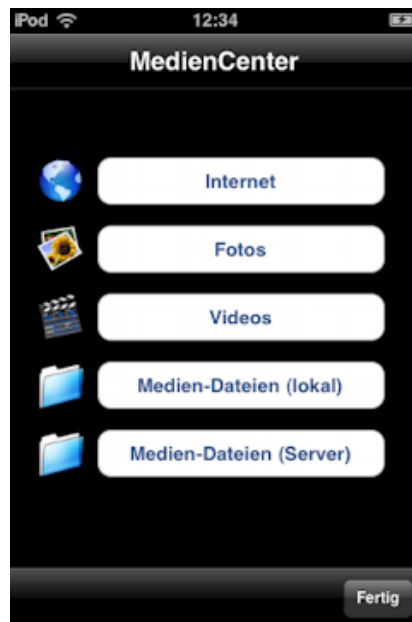 iPod 12:34
MedienCenter
Internet
Fotos
Videos
Medien-Dateien (lokal)
Medien-Dateien (Server)
Fertig